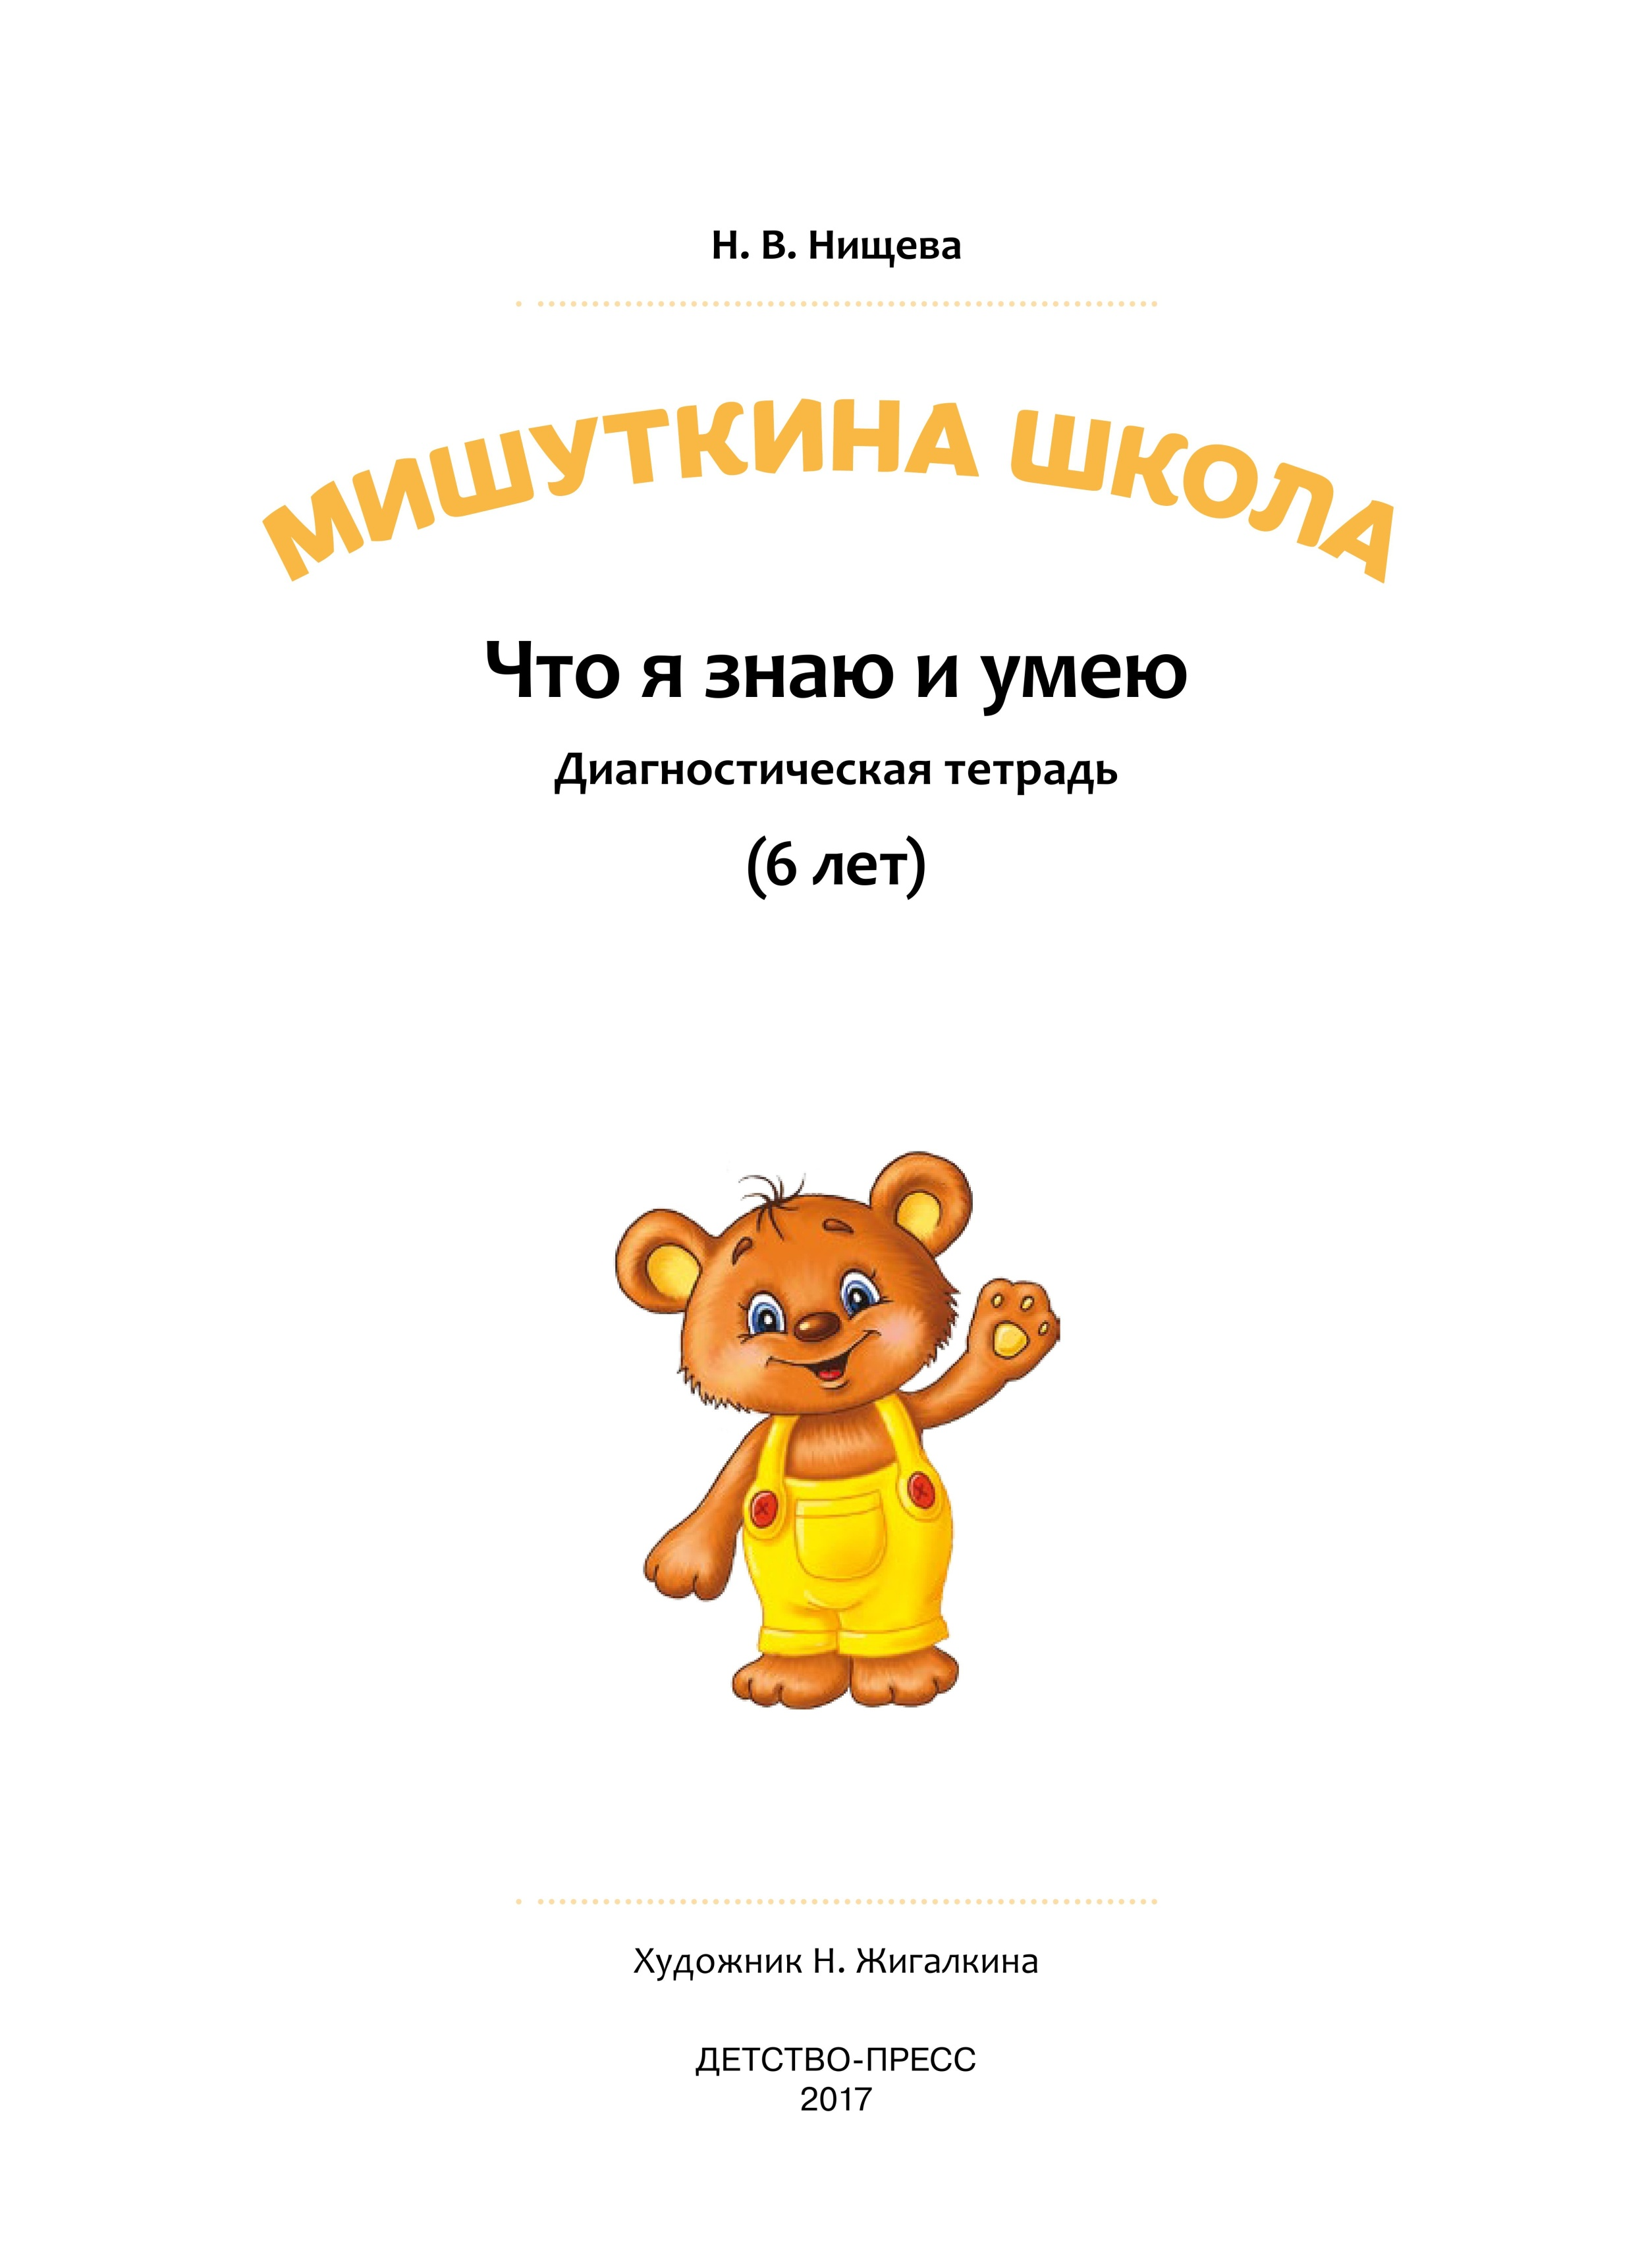 Н. В. Нищева
МИШУТКИНА ШКОЛА
Что я знаю и умею
Диагностическая тетрадь
(6 лет)
Художник Н. Жигалкина
ДЕТСТВО-ПРЕСС
2017